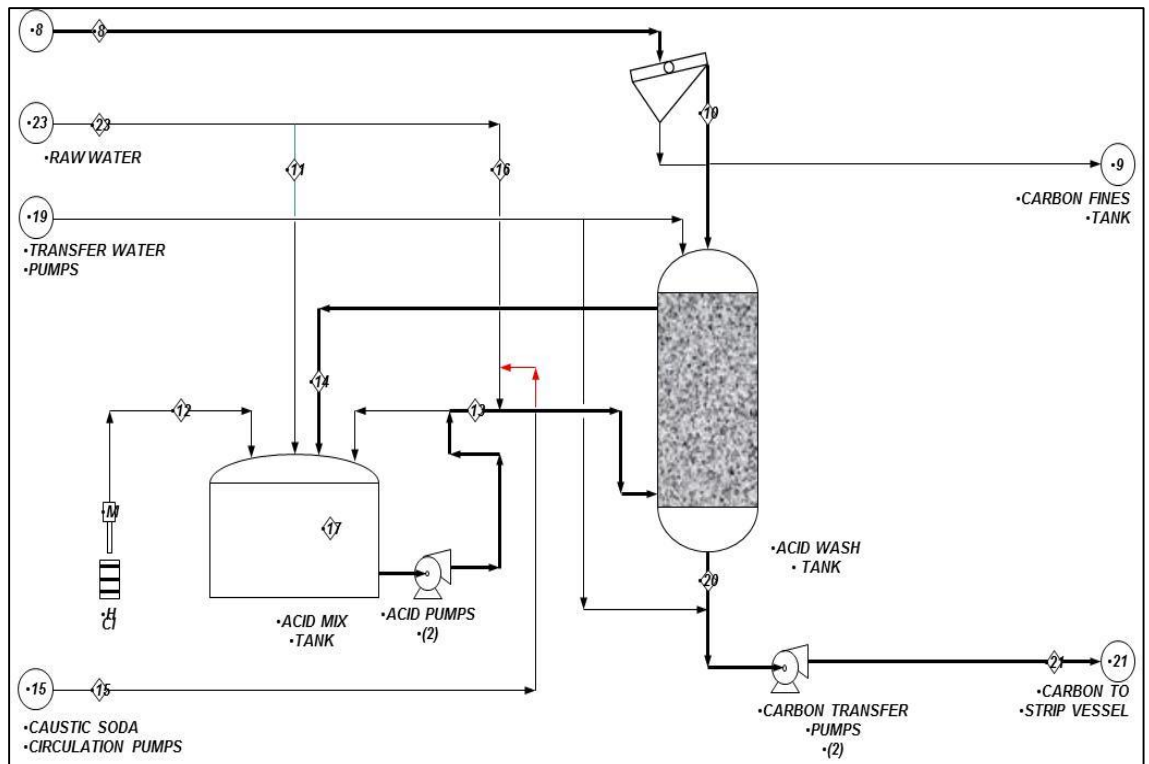 •8
8
•10
•23
23
•RAW WATER
•11
16
•9
•CARBON FINES
•TANK
•19
•TRANSFER WATER
•PUMPS
•14
•12
•13
•M
•17
•H
Cl
•ACID MIX
•TANK
•ACID PUMPS
•(2)
•ACID WASH
•TANK
•20
•15
•15
•CAUSTIC SODA
•CIRCULATION PUMPS
•CARBON TRANSFER
•PUMPS
•(2)
21
•21
•CARBON TO
•STRIP VESSEL